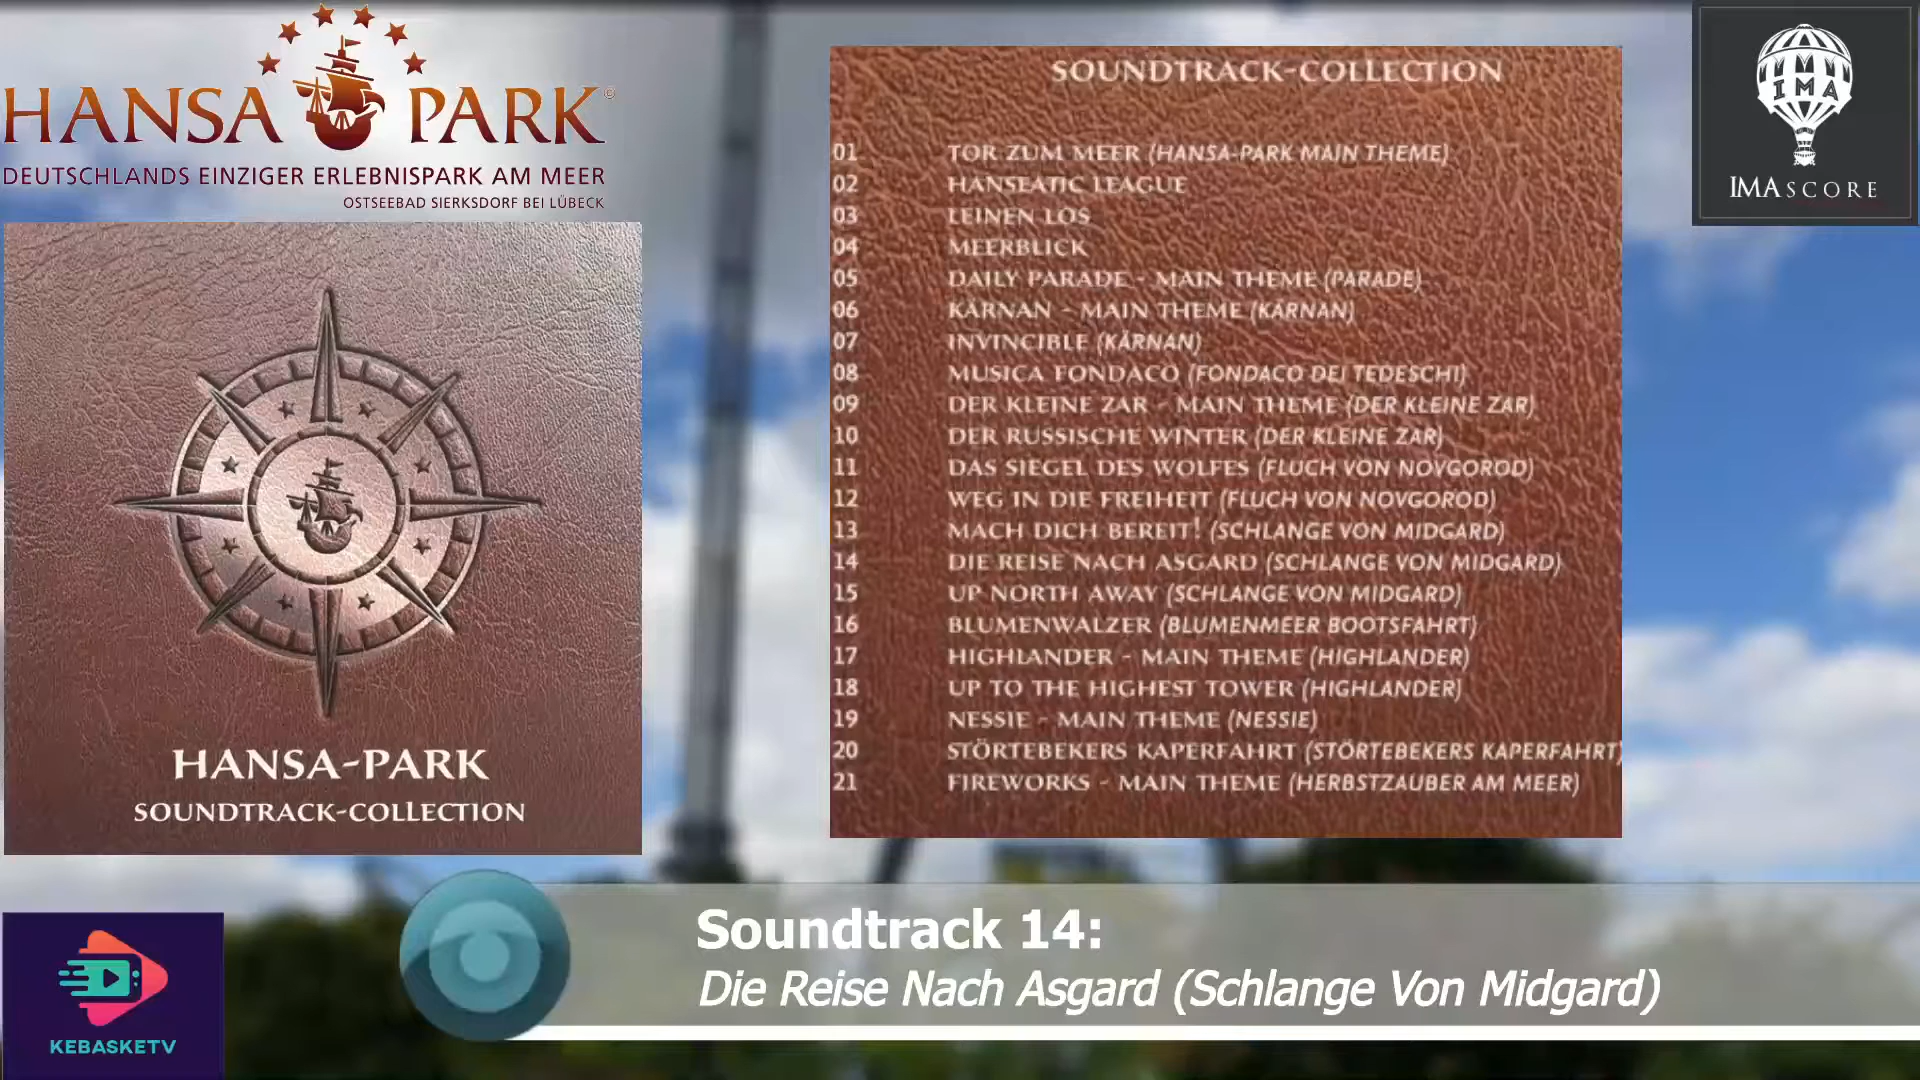 HANSA PARK©
DEUTSCHLANDS EINZIGER ERLEBNISPARK AM MEER
OSTSEEBAD SIERKSDORF BEI LÜBECK
HANSA-PARK
SOUNDTRACK-COLLECTION
SOUNDTRACK-COLLECTION
01 TOR ZUM MEER (HANSA-PARK MAIN THEME)
02 HANSEATIC LEAGUE
03 LEINEN LOS
04 MEERBLICK
05 DAILY PARADE - MAIN THEME (PARADE)
06 KÄRNAN - MAIN THEME (KÄRNAN)
07 INVINCIBLE (KÄRNAN)
08 MUSICA FONDACO (FONDACO DEI TEDESCHI)
09 DER KLEINE ZAR - MAIN THEME (DER KLEINE ZAR)
10 DER RUSSISCHE WINTER (DER KLEINE ZAR)
11 DAS SIEGEL DES WOLFES (FLUCH VON NOVGOROD)
12 WEG IN DIE FREIHEIT (FLUCH VON NOVGOROD)
13 MACH DICH BEREIT! (SCHLANGE VON MIDGARD)
14 DIE REISE NACH ASGARD (SCHLANGE VON MIDGARD)
15 UP NORTH AWAY (SCHLANGE VON MIDGARD)
16 BLUMENWALZER (BLUMENMEER BOOTSFAHRT)
17 HIGHLANDER - MAIN THEME (HIGHLANDER)
18 UP TO THE HIGHEST TOWER (HIGHLANDER)
19 NESSIE - MAIN THEME (NESSIE)
20 STÖRTEBEKERS KAPERFAHRT (STÖRTEBEKERS KAPERFAHRT)
21 FIREWORKS - MAIN THEME (HERBSTZAUBER AM MEER)
IMA
IMASCORE
KEBASKETV
Soundtrack 14:
Die Reise Nach Asgard (Schlange Von Midgard)